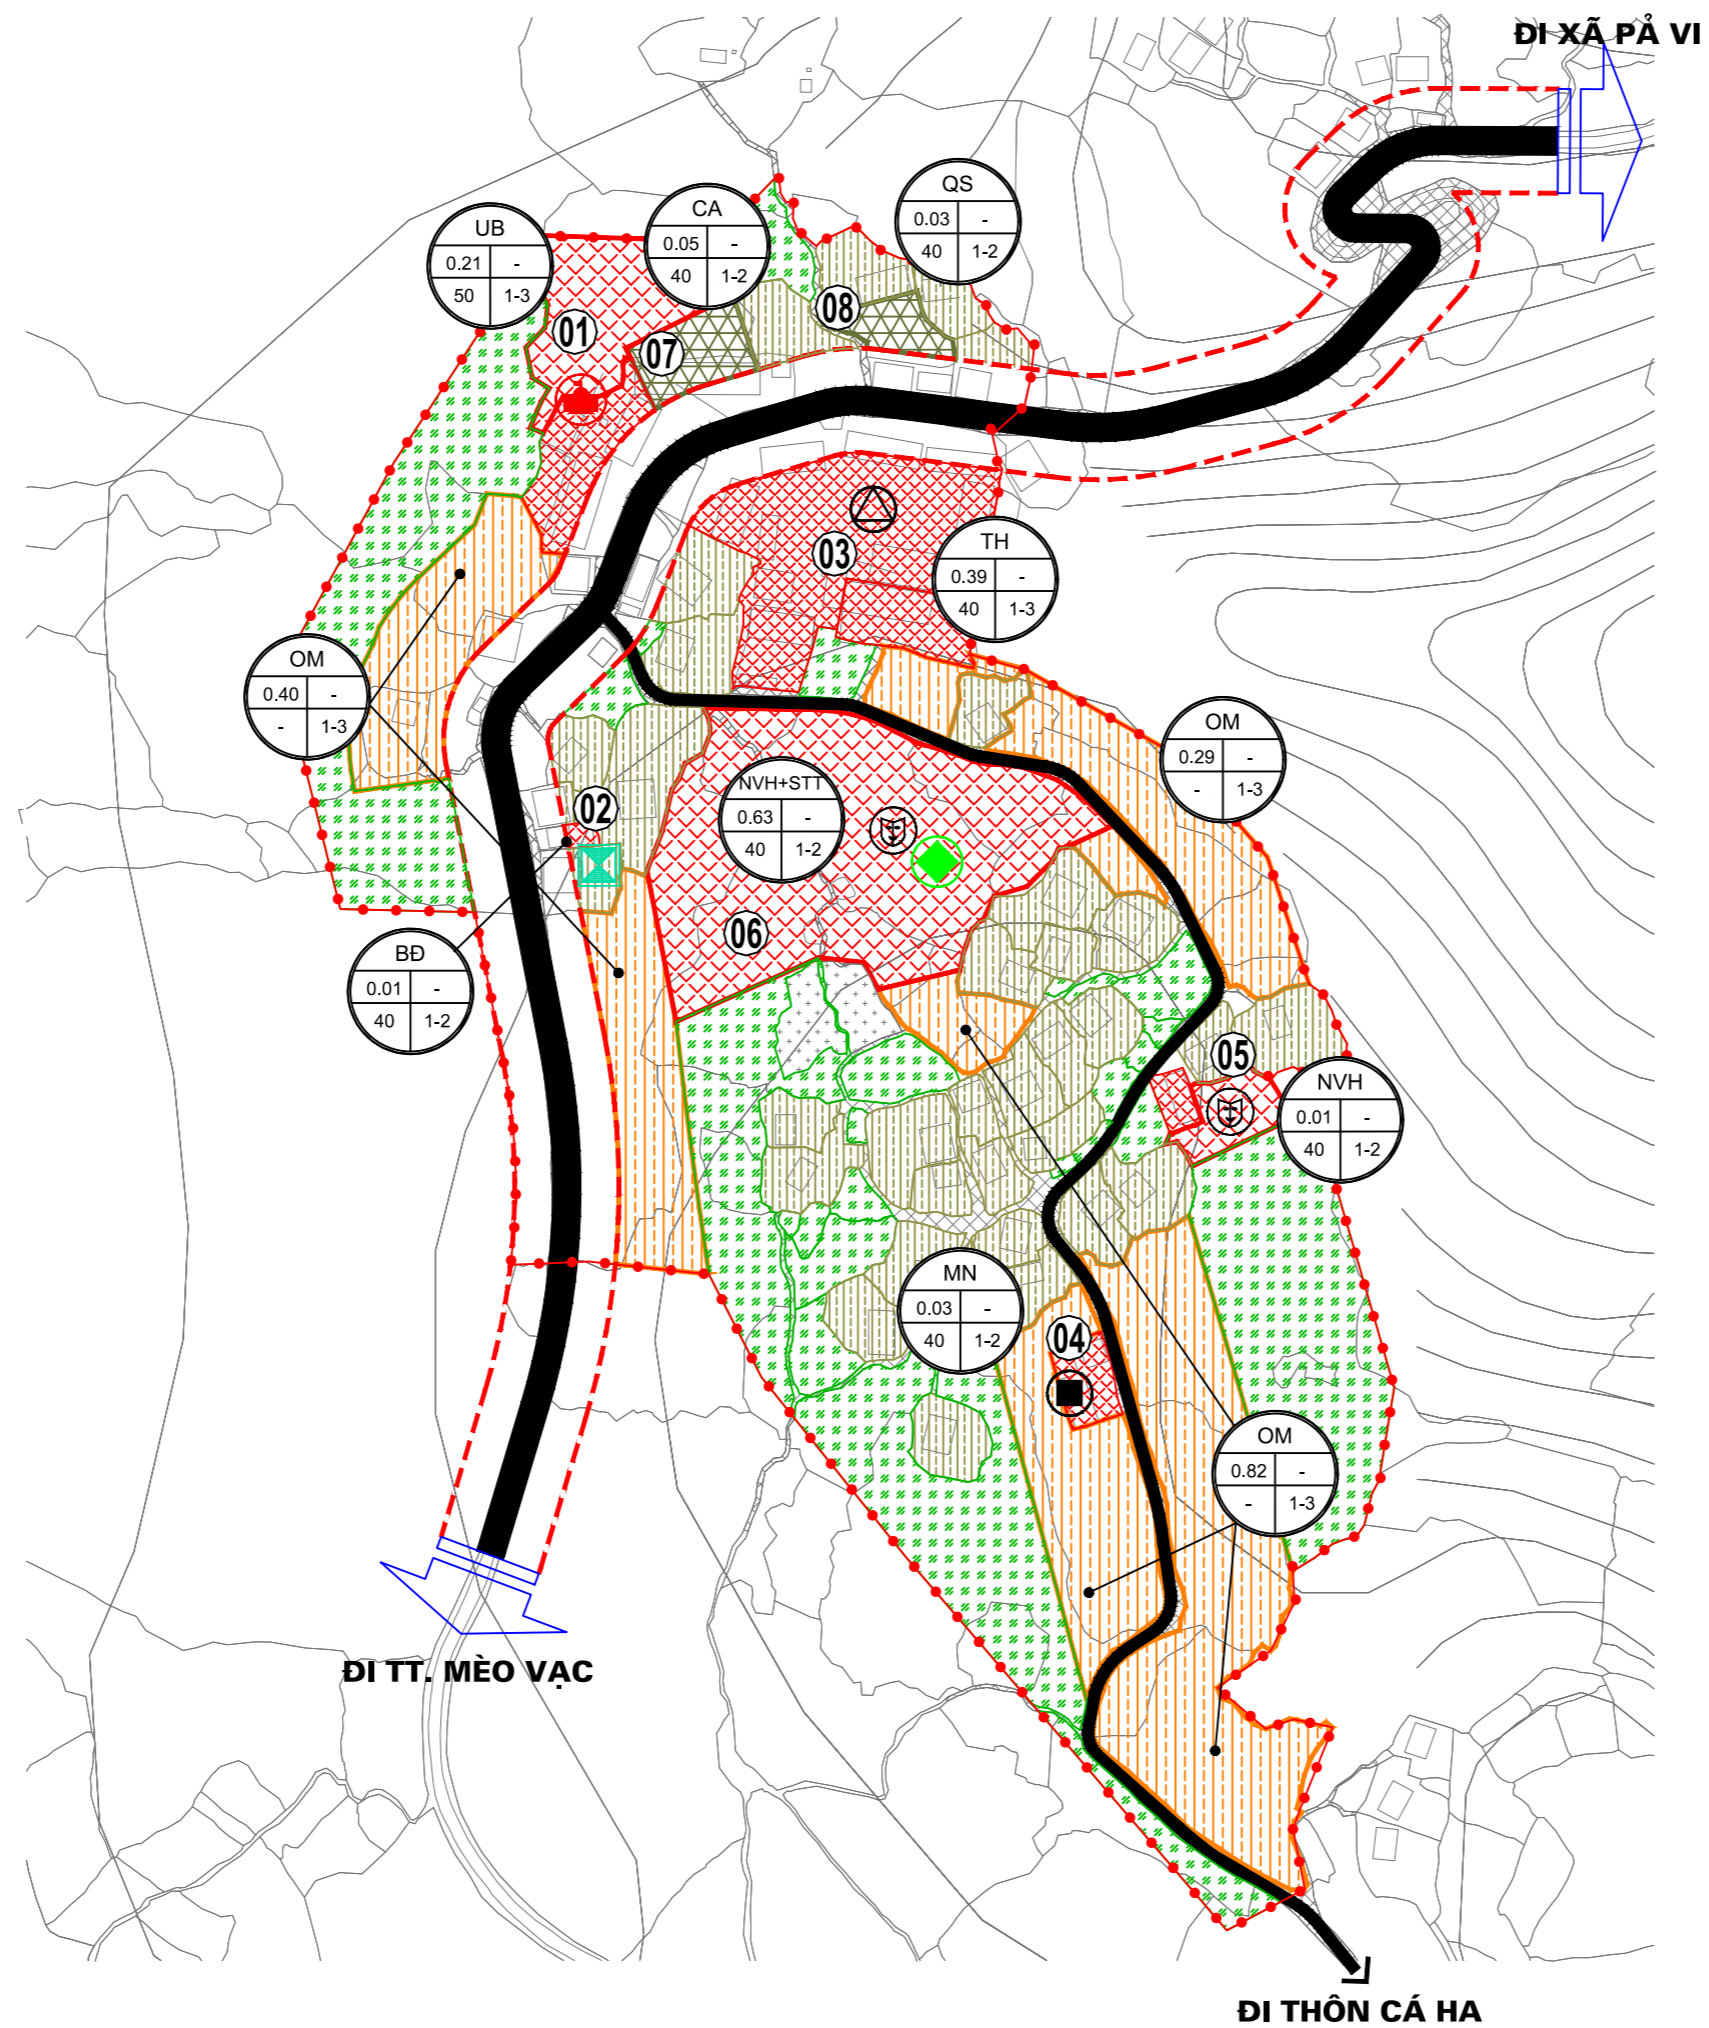 ĐI XÃ PẢ VI
QS
0.03 -
40 1-2
CA
0.05 -
40 1-2
UB
0.21 -
50 1-3
01
07
08
03
TH
0.39 -
40 1-3
OM
0.40 -
- 1-3
OM
0.29 -
- 1-3
NVH+STT
0.63 -
40 1-2
02
06
BĐ
0.01 -
40 1-2
05
NVH
0.01 -
40 1-2
MN
0.03 -
40 1-2
04
OM
0.82 -
- 1-3
ĐI TT. MÈO VẠC
ĐI THÔN CÁ HA